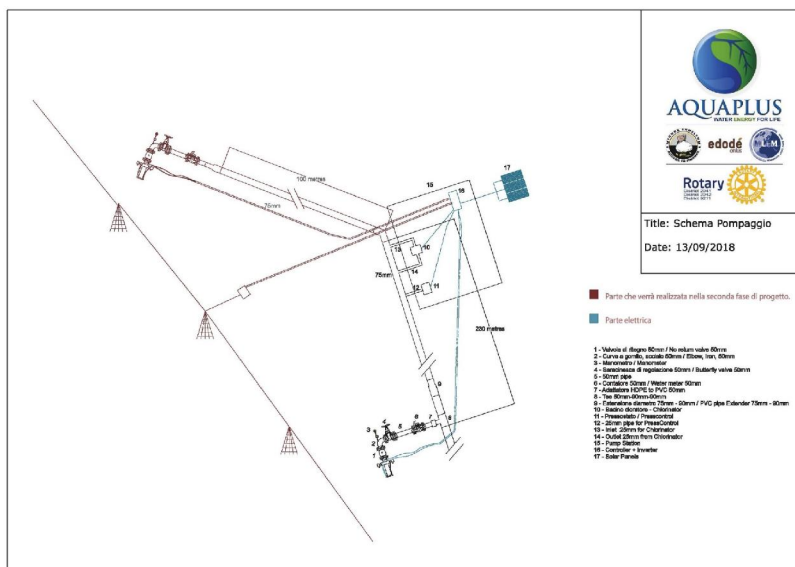 AQUAPLUS
WATER ENERGY FOR LIFE
edodé
onlus
L&M
Rotary
Title: Schema Pompaggio
Date: 13/09/2018
Parte che verrà realizzata nella seconda fase di progetto.
Parte elettrica
1 - Valvola di ritegno 50mm / No return valve 50mm
2 - Curva a gomito, acciaio 50mm / Elbow, Iron, 50mm
3 - Manometro / Manometer
4 - Saracinesca di regolazione 50mm / Butterfly valve 50mm
5 - 50mm pipe
6 - Contalore 50mm / Water meter 50mm
7 - Adattatore HDPE to PVC 50mm
8 - Tee 50mm-90mm-90mm
9 - Estensione diametro 75mm - 90mm / PVC pipe Extender 75mm - 90mm
10 - Bacino cloratore - Chlorinator
11 - Pressostato / Presscontrol
12 - 25mm pipe for PressControl
13 - Inlet 25mm for Chlorinator
14 - Outlet 25mm from Chlorinator
15 - Pump Station
16 - Controller + Inverter
17 - Solar Panels
100 metres
75mm
15
16
17
13
10
14
75mm
12
11
230 metres
9
4
3
5
6
7
8
2
1